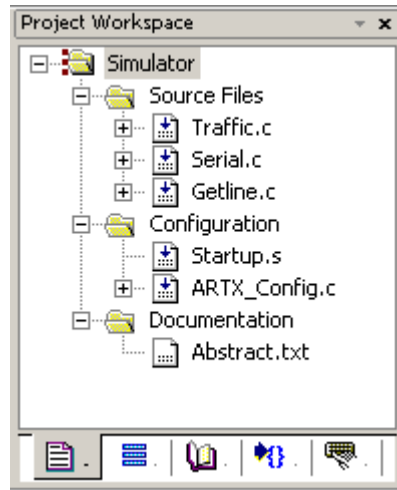 Project Workspace
Simulator
Source Files
Traffic.c
Serial.c
Getline.c
Configuration
Startup.s
ARTX_Config.c
Documentation
Abstract.txt